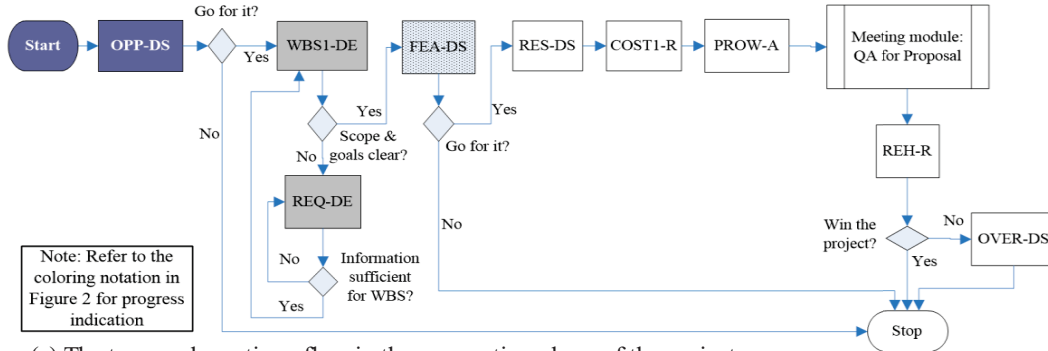 Go for it?
Start
OPP-DS
Yes
WBS1-DE
FEA-DS
RES-DS
COST1-R
PROW-A
Meeting module:
QA for Proposal
No
Scope &
goals clear?
Yes
Yes
Go for it?
No
REQ-DE
REH-R
No
Win the
project?
No
Yes
OVER-DS
Note: Refer to the
coloring notation in
Figure 2 for progress
indication
No
Yes
Information
sufficient
for WBS?
Stop